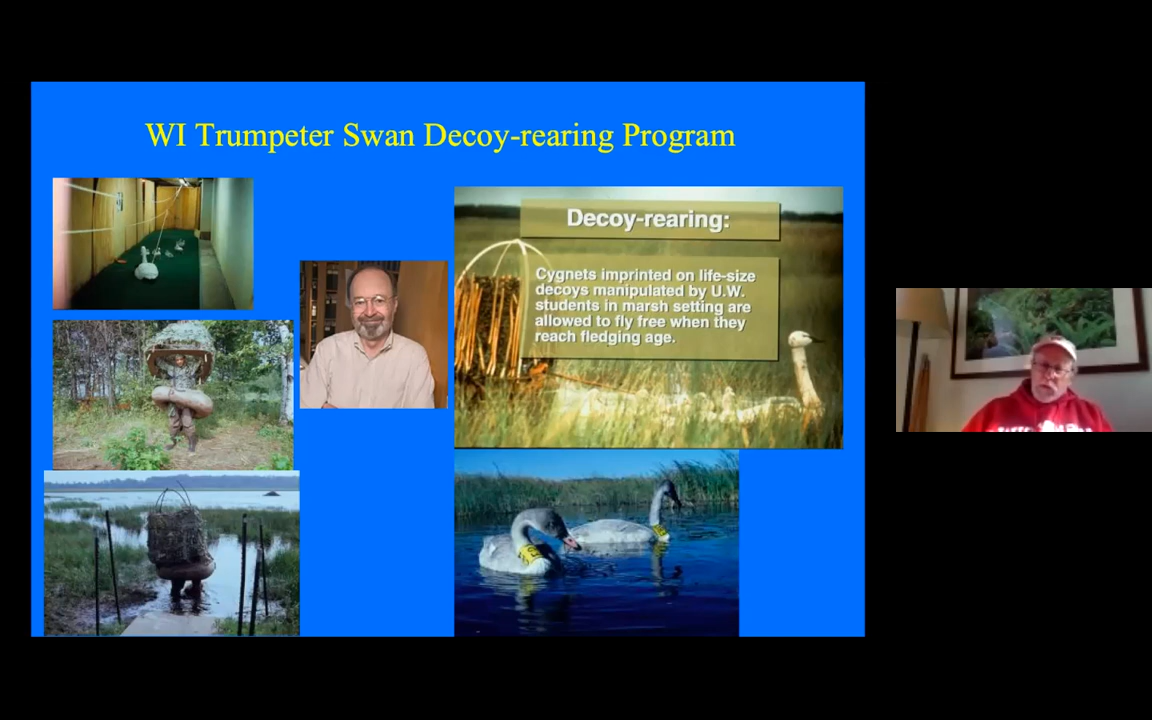 WI Trumpeter Swan Decoy-rearing Program
Decoy-rearing:
Cygnets imprinted on life-size
decoys manipulated by U.W.
students in marsh setting are
allowed to fly free when they
reach fledging age.